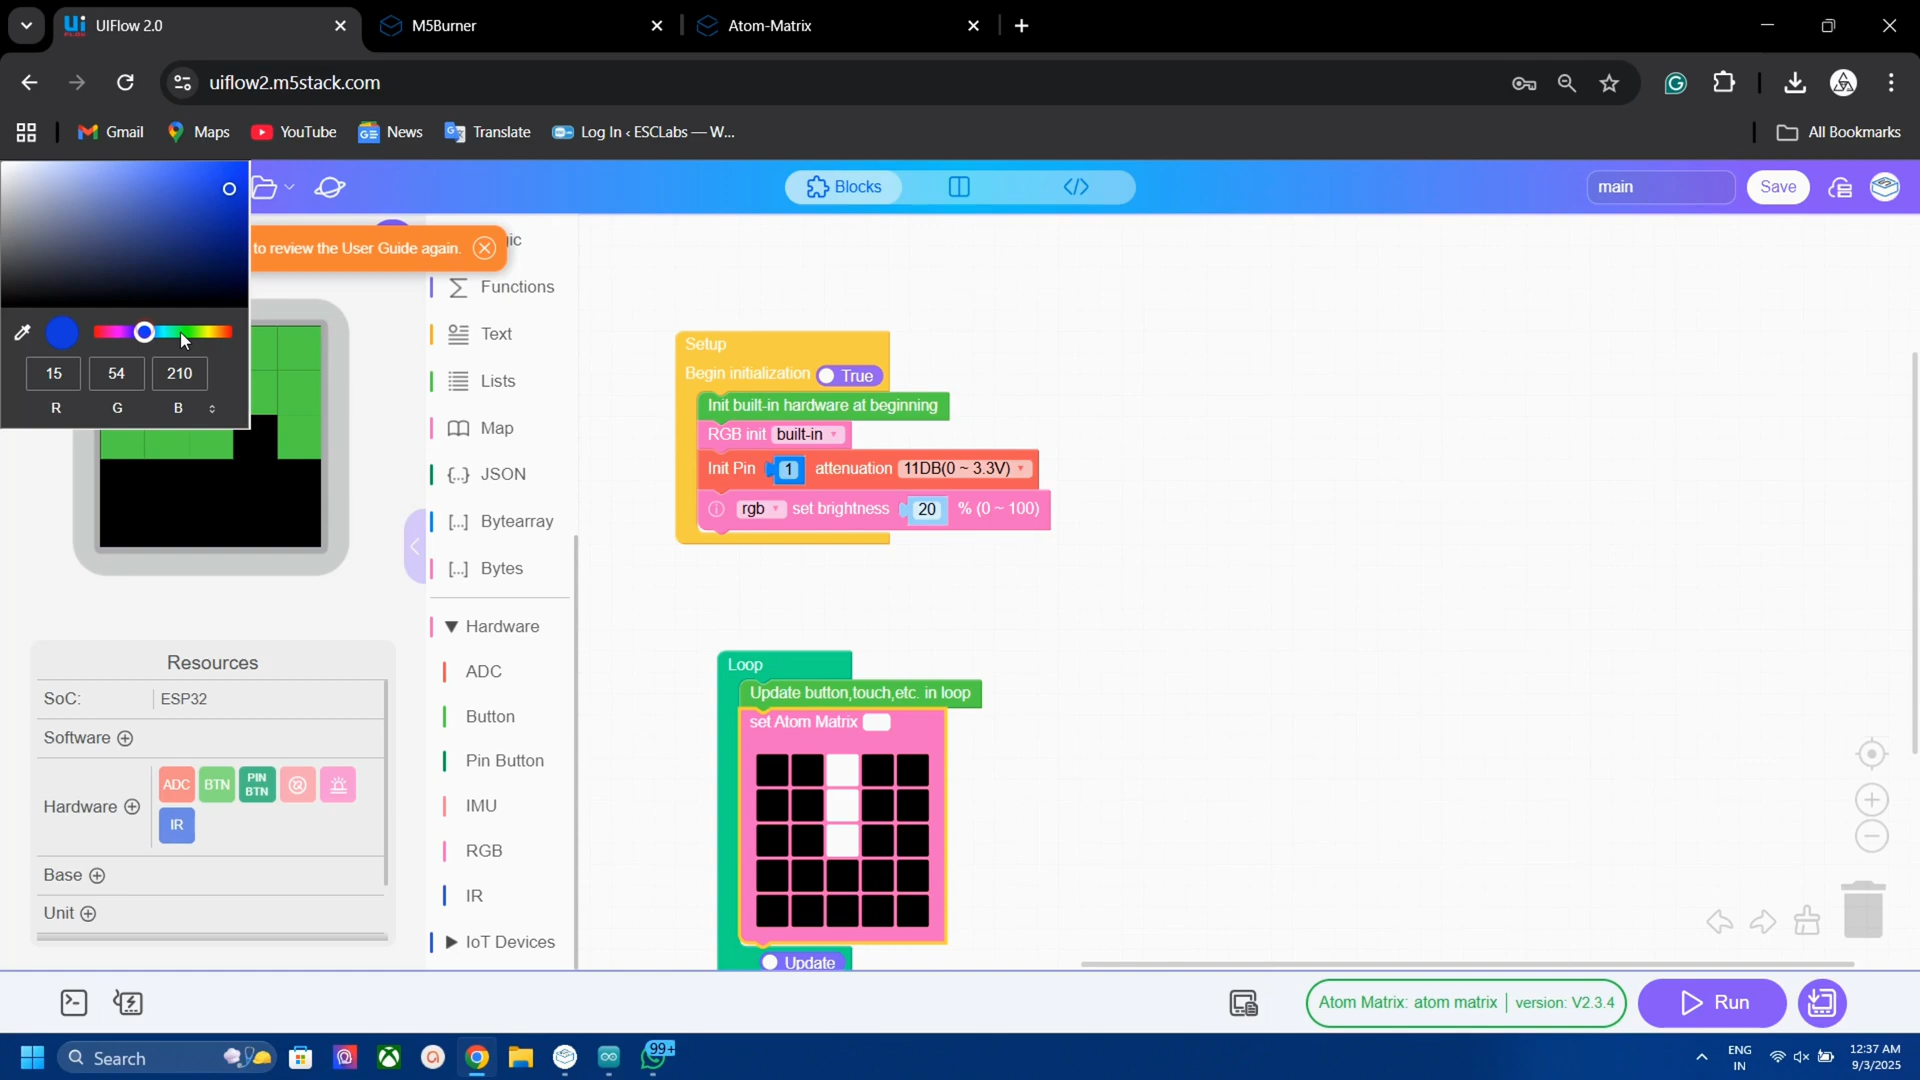 UIFlow 2.0
M5Burner
Atom-Matrix
uiflow2.m5stack.com
Gmail
Maps
YouTube
News
Translate
Log In ‹ ESCLabs — W...
All Bookmarks
Blocks
main
Save
to review the User Guide again.
15
54
210
R
G
B
Functions
Text
Lists
Map
JSON
Bytearray
Bytes
Hardware
ADC
Button
Pin Button
IMU
RGB
IR
IoT Devices
Resources
SoC:
ESP32
Software
Hardware
ADC
BTN
PIN
BTN
IR
Base
Unit
Setup
Begin initialization True
Init built-in hardware at beginning
RGB init built-in
Init Pin 1 attenuation 11DB(0 ~ 3.3V)
rgb set brightness 20 % (0 ~ 100)
Loop
Update button,touch,etc. in loop
set Atom Matrix
Update
Atom Matrix: atom matrix | version: V2.3.4
Run
Search
99+
ENG
IN
12:37 AM
9/3/2025